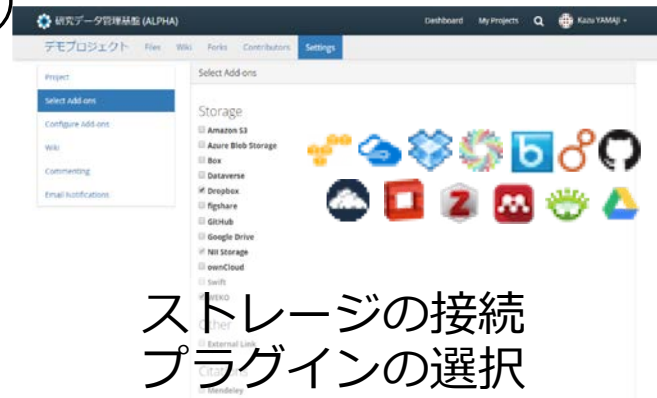 研究データ管理基盤 (ALPHA) Dashboard My Projects Kazu YAMAJI
デモプロジェクト Files Wiki Forks Contributors Settings
Project
Select Add-ons
Configure Add-ons
Wiki
Commenting
Email Notifications
Select Add-ons
Storage
Amazon S3
Azure Blob Storage
Box
Dataverse
Dropbox
figshare
GitHub
Google Drive
NII Storage
ownCloud
Swift
WEKO
Other
External Link
Citations
Mendeley
ストレージの接続
プラグインの選択